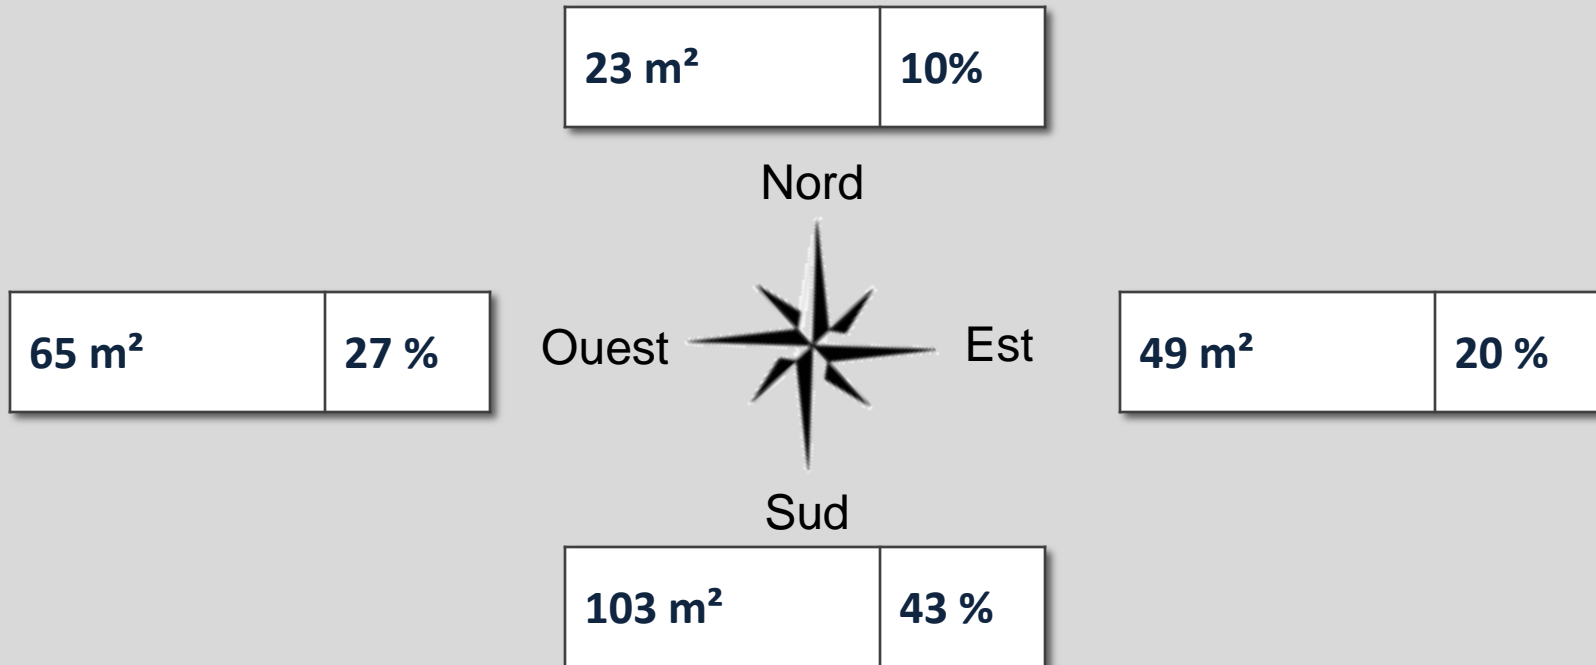 23 m² 10%
Nord
65 m² 27 % Ouest Est 49 m² 20 %
Sud
103 m² 43 %